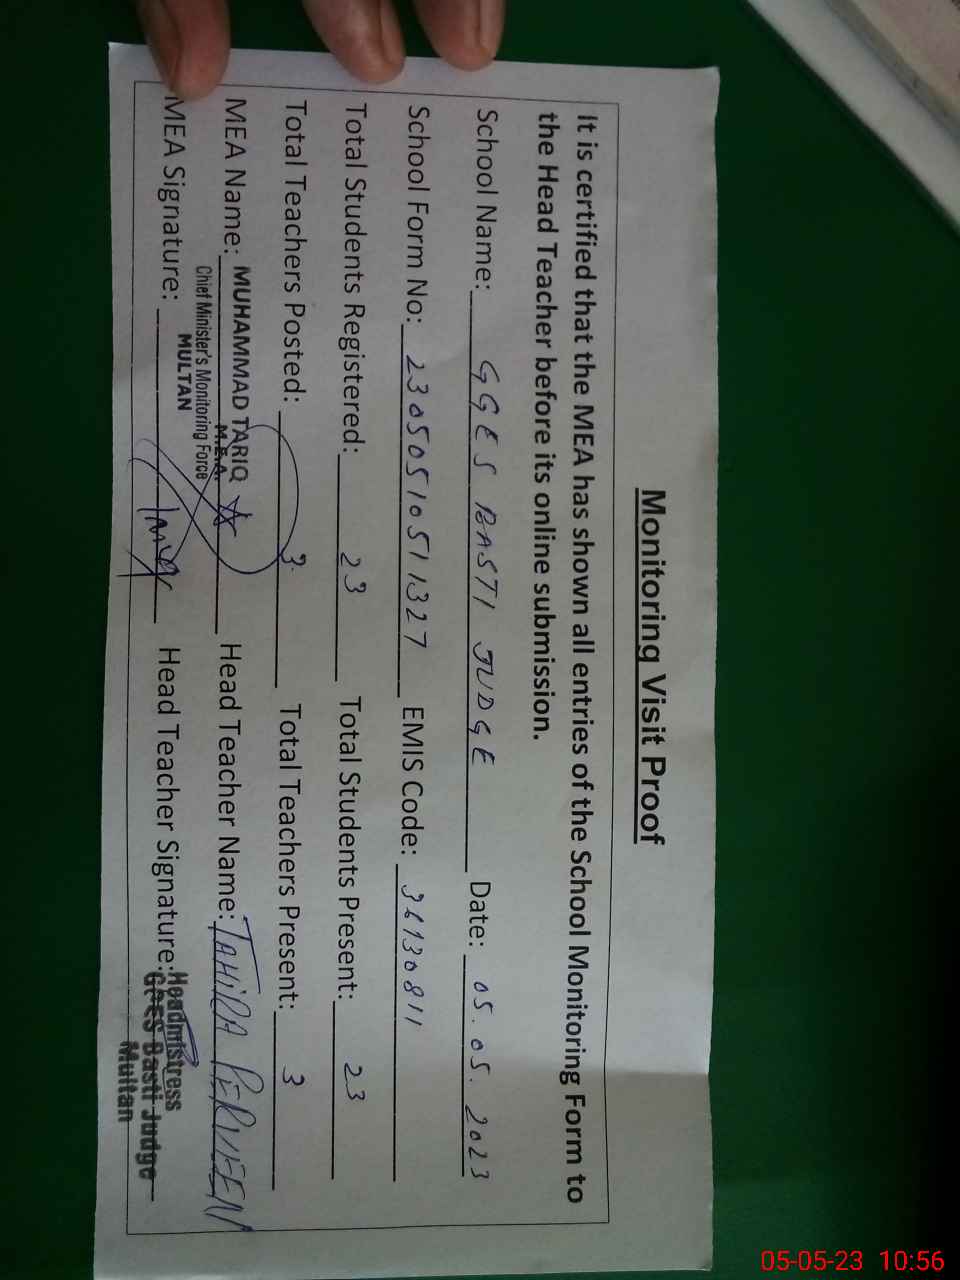 Monitoring Visit Proof
It is certified that the MEA has shown all entries of the School Monitoring Form to
the Head Teacher before its online submission.
School Name: GGES BASTI JUDGE Date: 05.05.2023
School Form No: 23050510511327 EMIS Code: 36130811
Total Students Registered: 23 Total Students Present: 23
Total Teachers Posted: 3 Total Teachers Present: 3
MEA Name: MUHAMMAD TARIQ Head Teacher Name: TAHIRA PERVEEN
M.E.A.
Chief Minister's Monitoring Force
MULTAN
MEA Signature: Head Teacher Signature: Headmistress
GGES Basti Judge
Multan
05-05-23 10:56